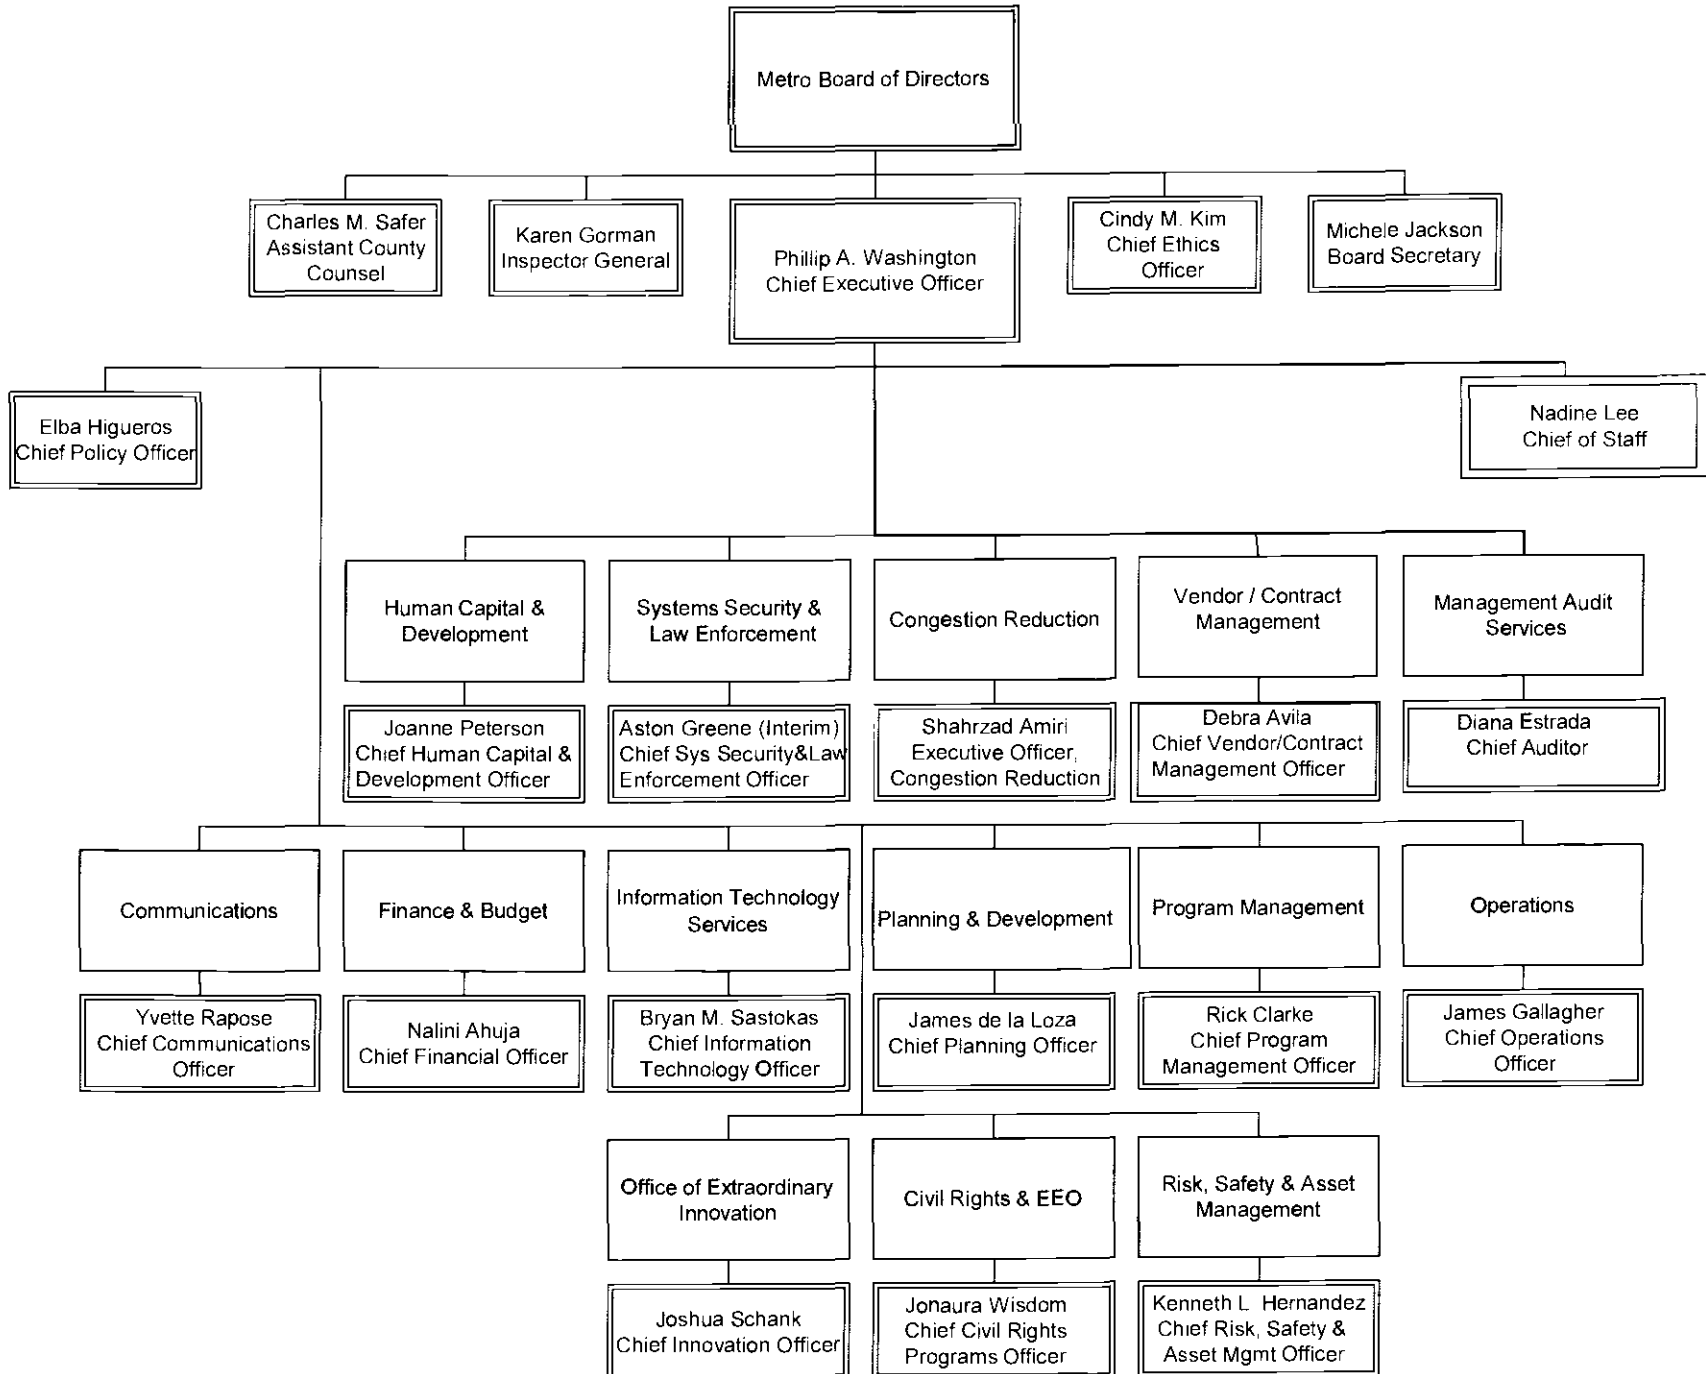 Metro Board of Directors
Charles M. Safer
Assistant County
Counsel
Karen Gorman
Inspector General
Phillip A. Washington
Chief Executive Officer
Cindy M. Kim
Chief Ethics
Officer
Michele Jackson
Board Secretary
Elba Higueros
Chief Policy Officer
Nadine Lee
Chief of Staff
Human Capital &
Development
Systems Security &
Law Enforcement
Congestion Reduction
Vendor / Contract
Management
Management Audit
Services
Joanne Peterson
Chief Human Capital &
Development Officer
Aston Greene (Interim)
Chief Sys Security&Law
Enforcement Officer
Shahrzad Amiri
Executive Officer,
Congestion Reduction
Debra Avila
Chief Vendor/Contract
Management Officer
Diana Estrada
Chief Auditor
Communications
Finance & Budget
Information Technology
Services
Planning & Development
Program Management
Operations
Yvette Rapose
Chief Communications
Officer
Nalini Ahuja
Chief Financial Officer
Bryan M. Sastokas
Chief Information
Technology Officer
James de la Loza
Chief Planning Officer
Rick Clarke
Chief Program
Management Officer
James Gallagher
Chief Operations
Officer
Office of Extraordinary
Innovation
Civil Rights & EEO
Risk, Safety & Asset
Management
Joshua Schank
Chief Innovation Officer
Jonaura Wisdom
Chief Civil Rights
Programs Officer
Kenneth L Hernandez
Chief Risk, Safety &
Asset Mgmt Officer